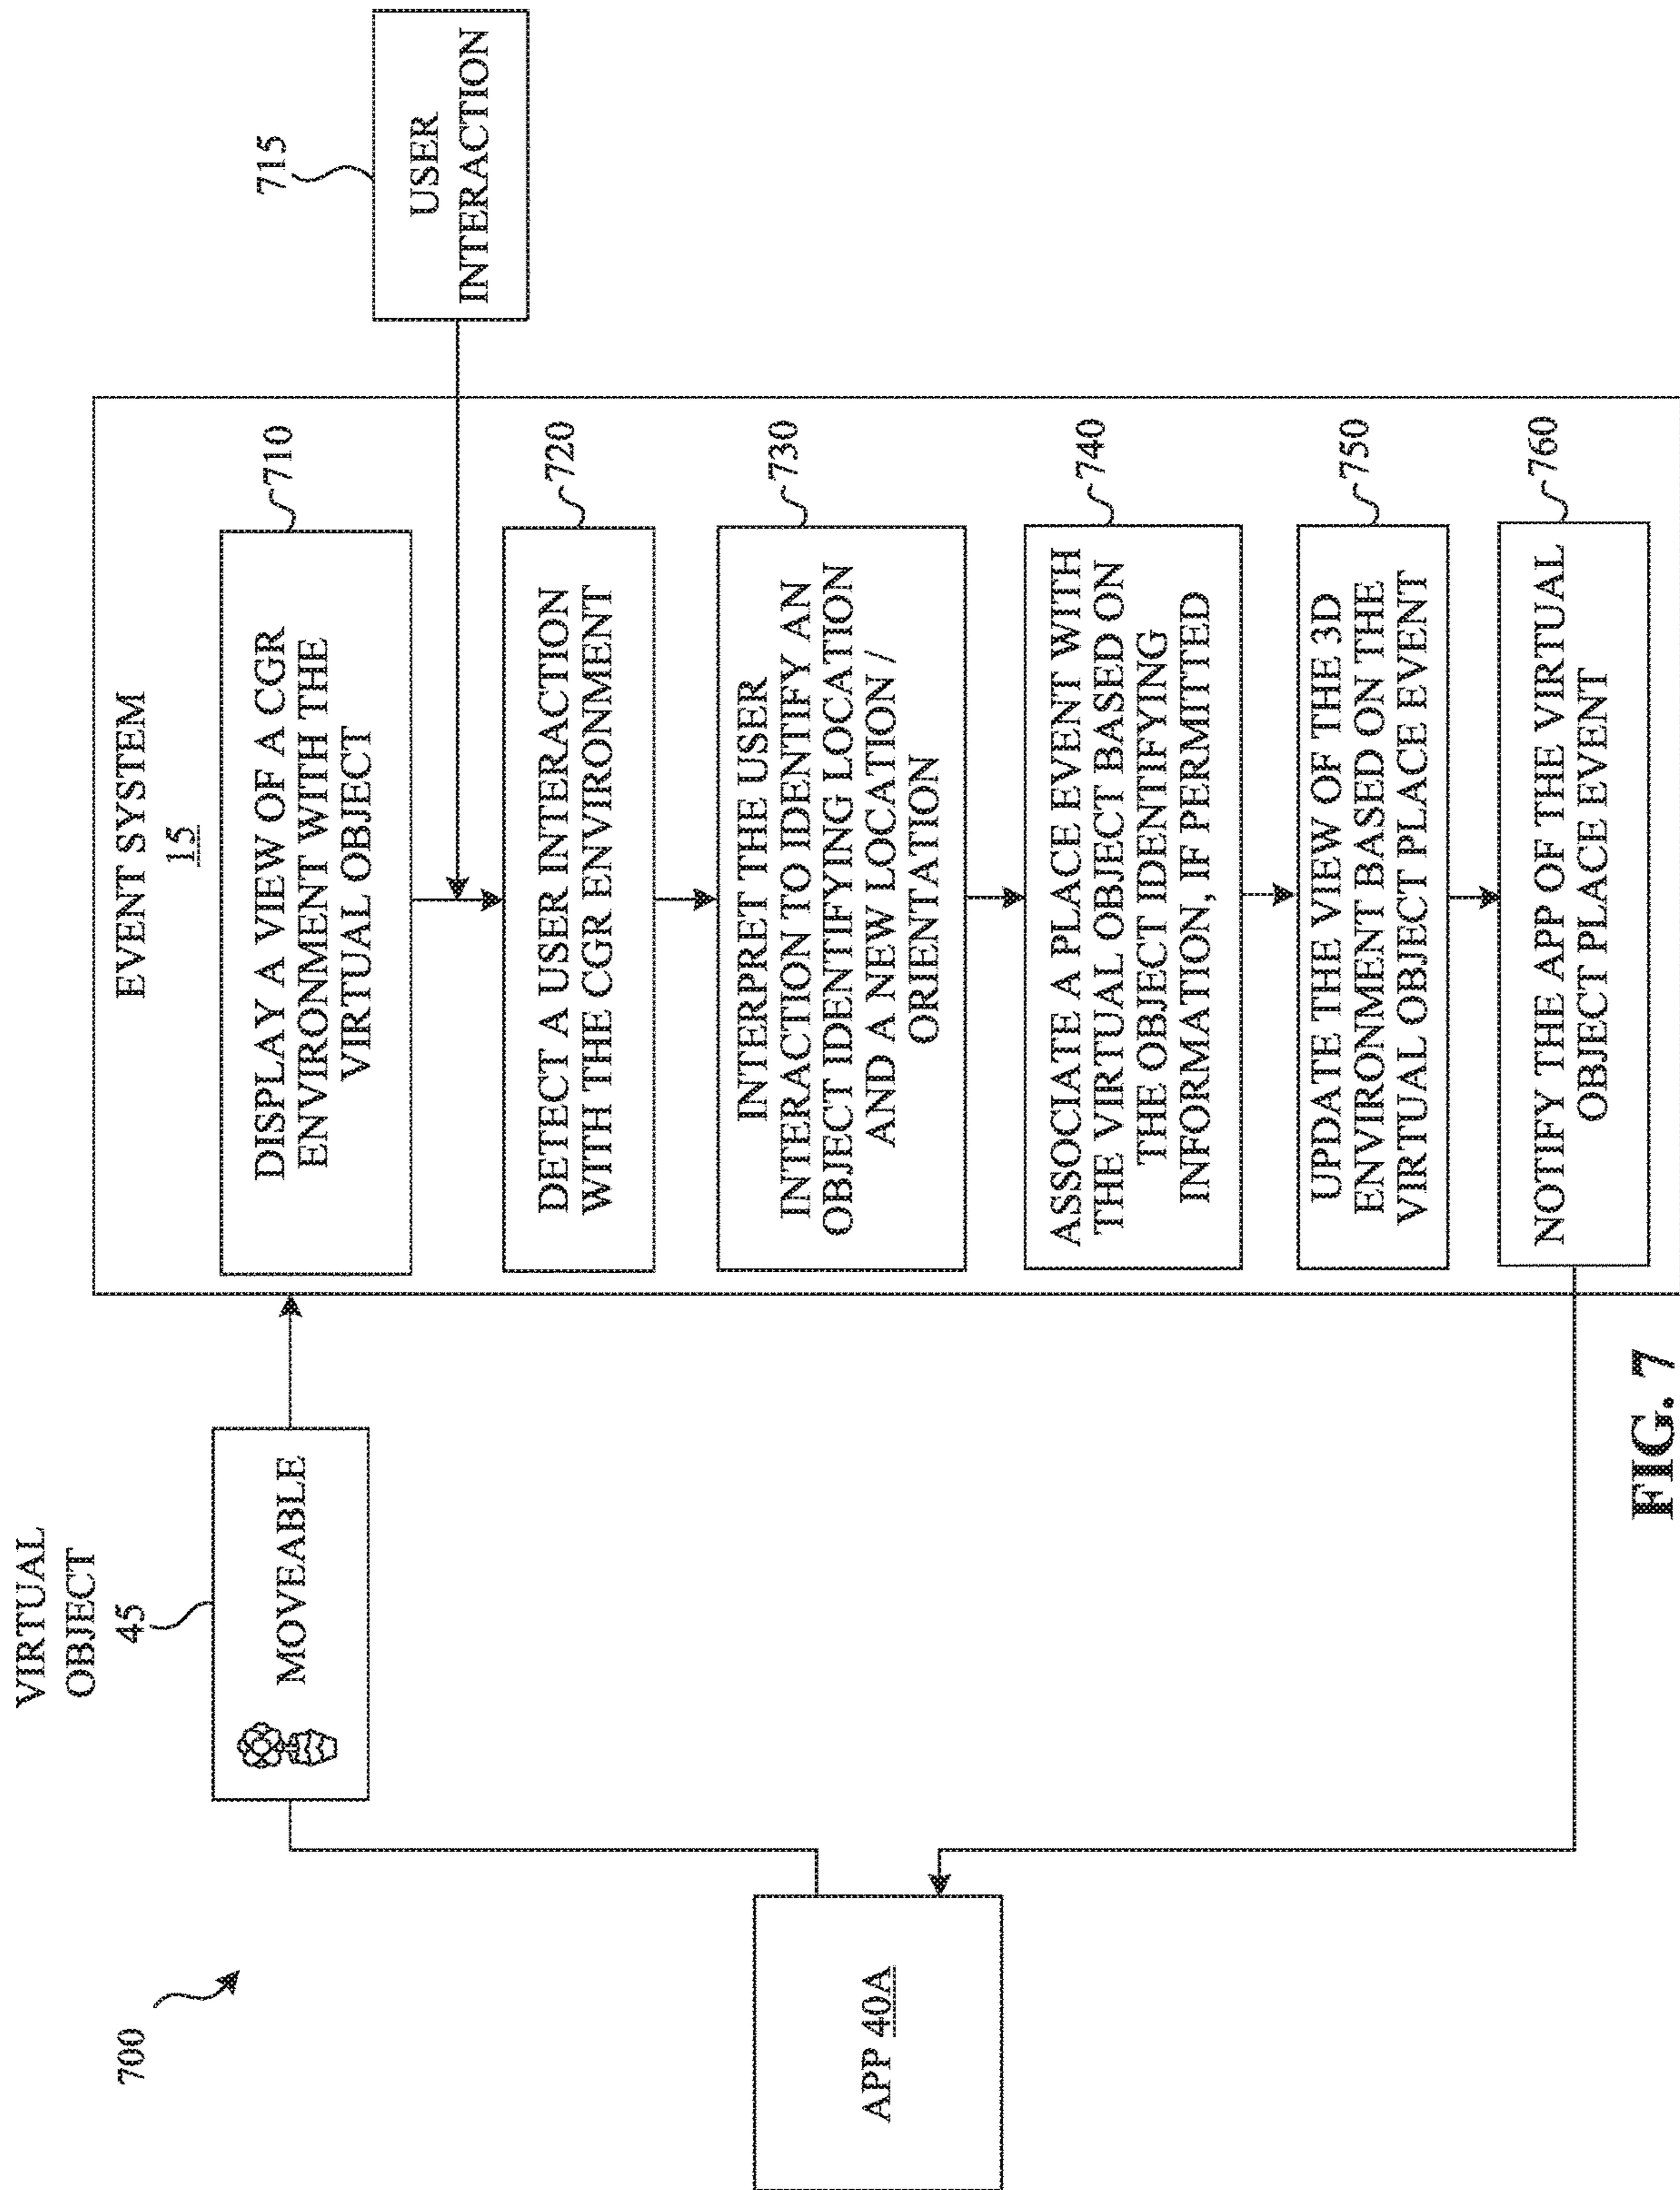 700
VIRTUAL
OBJECT
45
MOVEABLE
APP 40A
EVENT SYSTEM
15
DISPLAY A VIEW OF A CGR
ENVIRONMENT WITH THE
VIRTUAL OBJECT
710
USER
INTERACTION
715
DETECT A USER INTERACTION
WITH THE CGR ENVIRONMENT
720
INTERPRET THE USER
INTERACTION TO IDENTIFY AN
OBJECT IDENTIFYING LOCATION
AND A NEW LOCATION /
ORIENTATION
730
ASSOCIATE A PLACE EVENT WITH
THE VIRTUAL OBJECT BASED ON
THE OBJECT IDENTIFYING
INFORMATION, IF PERMITTED
740
UPDATE THE VIEW OF THE 3D
ENVIRONMENT BASED ON THE
VIRTUAL OBJECT PLACE EVENT
750
NOTIFY THE APP OF THE VIRTUAL
OBJECT PLACE EVENT
760
FIG. 7